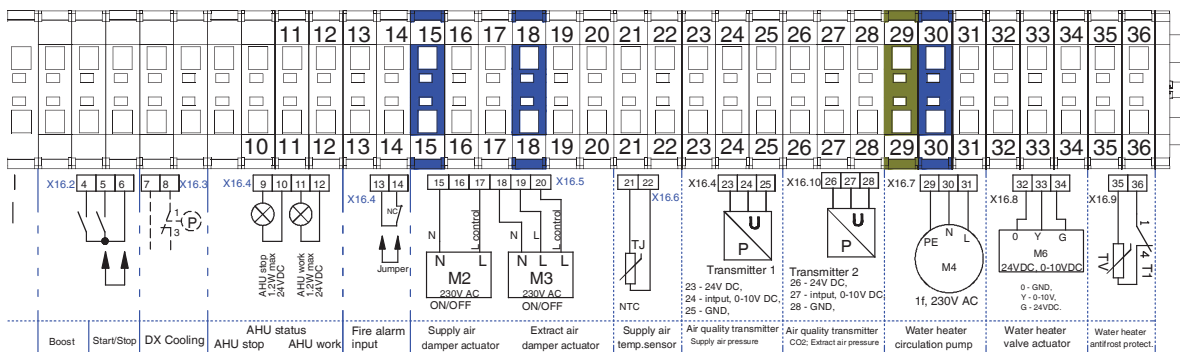 11 12 13 14 15 16 17 18 19 20 21 22 23 24 25 26 27 28 29 30 31 32 33 34 35 36
10 11 12 13 14 15 16 17 18 19 20 21 22 23 24 25 26 27 28 29 30 31 32 33 34 35 36
X16.2 4 5 6
7 8 X16.3
1
3
P
X16.4 9 10 11 12
AHU stop
1.2W max
24VDC
AHU work
1.2W max
24VDC
13 14
X16.4
NC
Jumper
15 16 17 18 19 20 X16.5
N
L control
N
L
L control
N L
M2
230V AC
ON/OFF
N L L
M3
230V AC
ON/OFF
21 22
X16.6
TJ
NTC
X16.4 23 24 25
U
P
Transmitter 1
23 - 24V DC,
24 - intput, 0-10V DC,
25 - GND,
X16.10 26 27 28
U
P
Transmitter 2
26 - 24V DC,
27 - intput, 0-10V DC
28 - GND,
X16.7 29 30 31
PE N L
M4
1f, 230V AC
32 33 34
X16.8
0 Y G
M6
24VDC, 0-10VDC
0 - GND,
Y - 0-10V,
G - 24VDC.
35 36
X16.9
TV
1
4
T1
Boost
Start/Stop
DX Cooling
AHU status
AHU stop AHU work
Fire alarm
input
Supply air
damper actuator
Extract air
damper actuator
Supply air
temp.sensor
Air quality transmitter
Supply air pressure
Air quality transmitter
CO2; Extract air pressure
Water heater
circulation pump
Water heater
valve actuator
Water heater
antifrost protect.